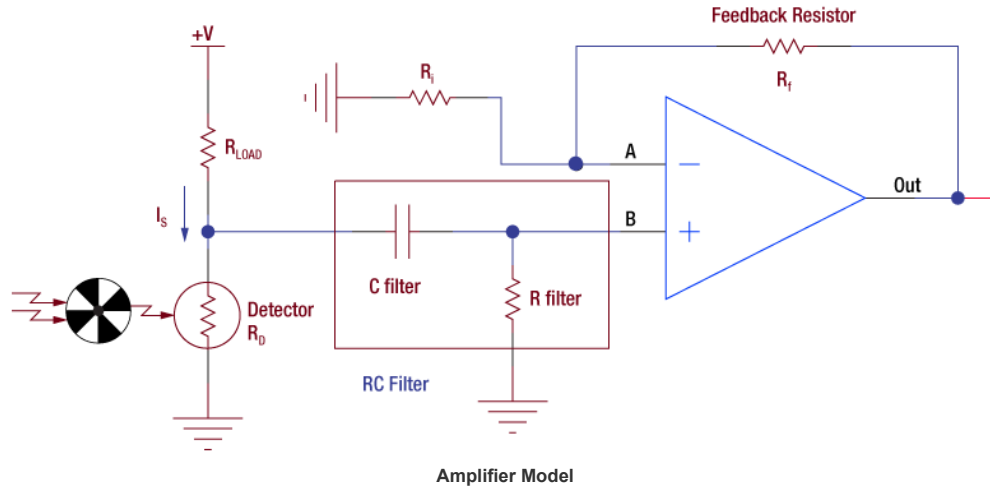 Feedback Resistor
+V
R_i
R_f
R_LOAD
A
−
Out
I_S
B
+
C filter
R filter
Detector
R_D
RC Filter
Amplifier Model